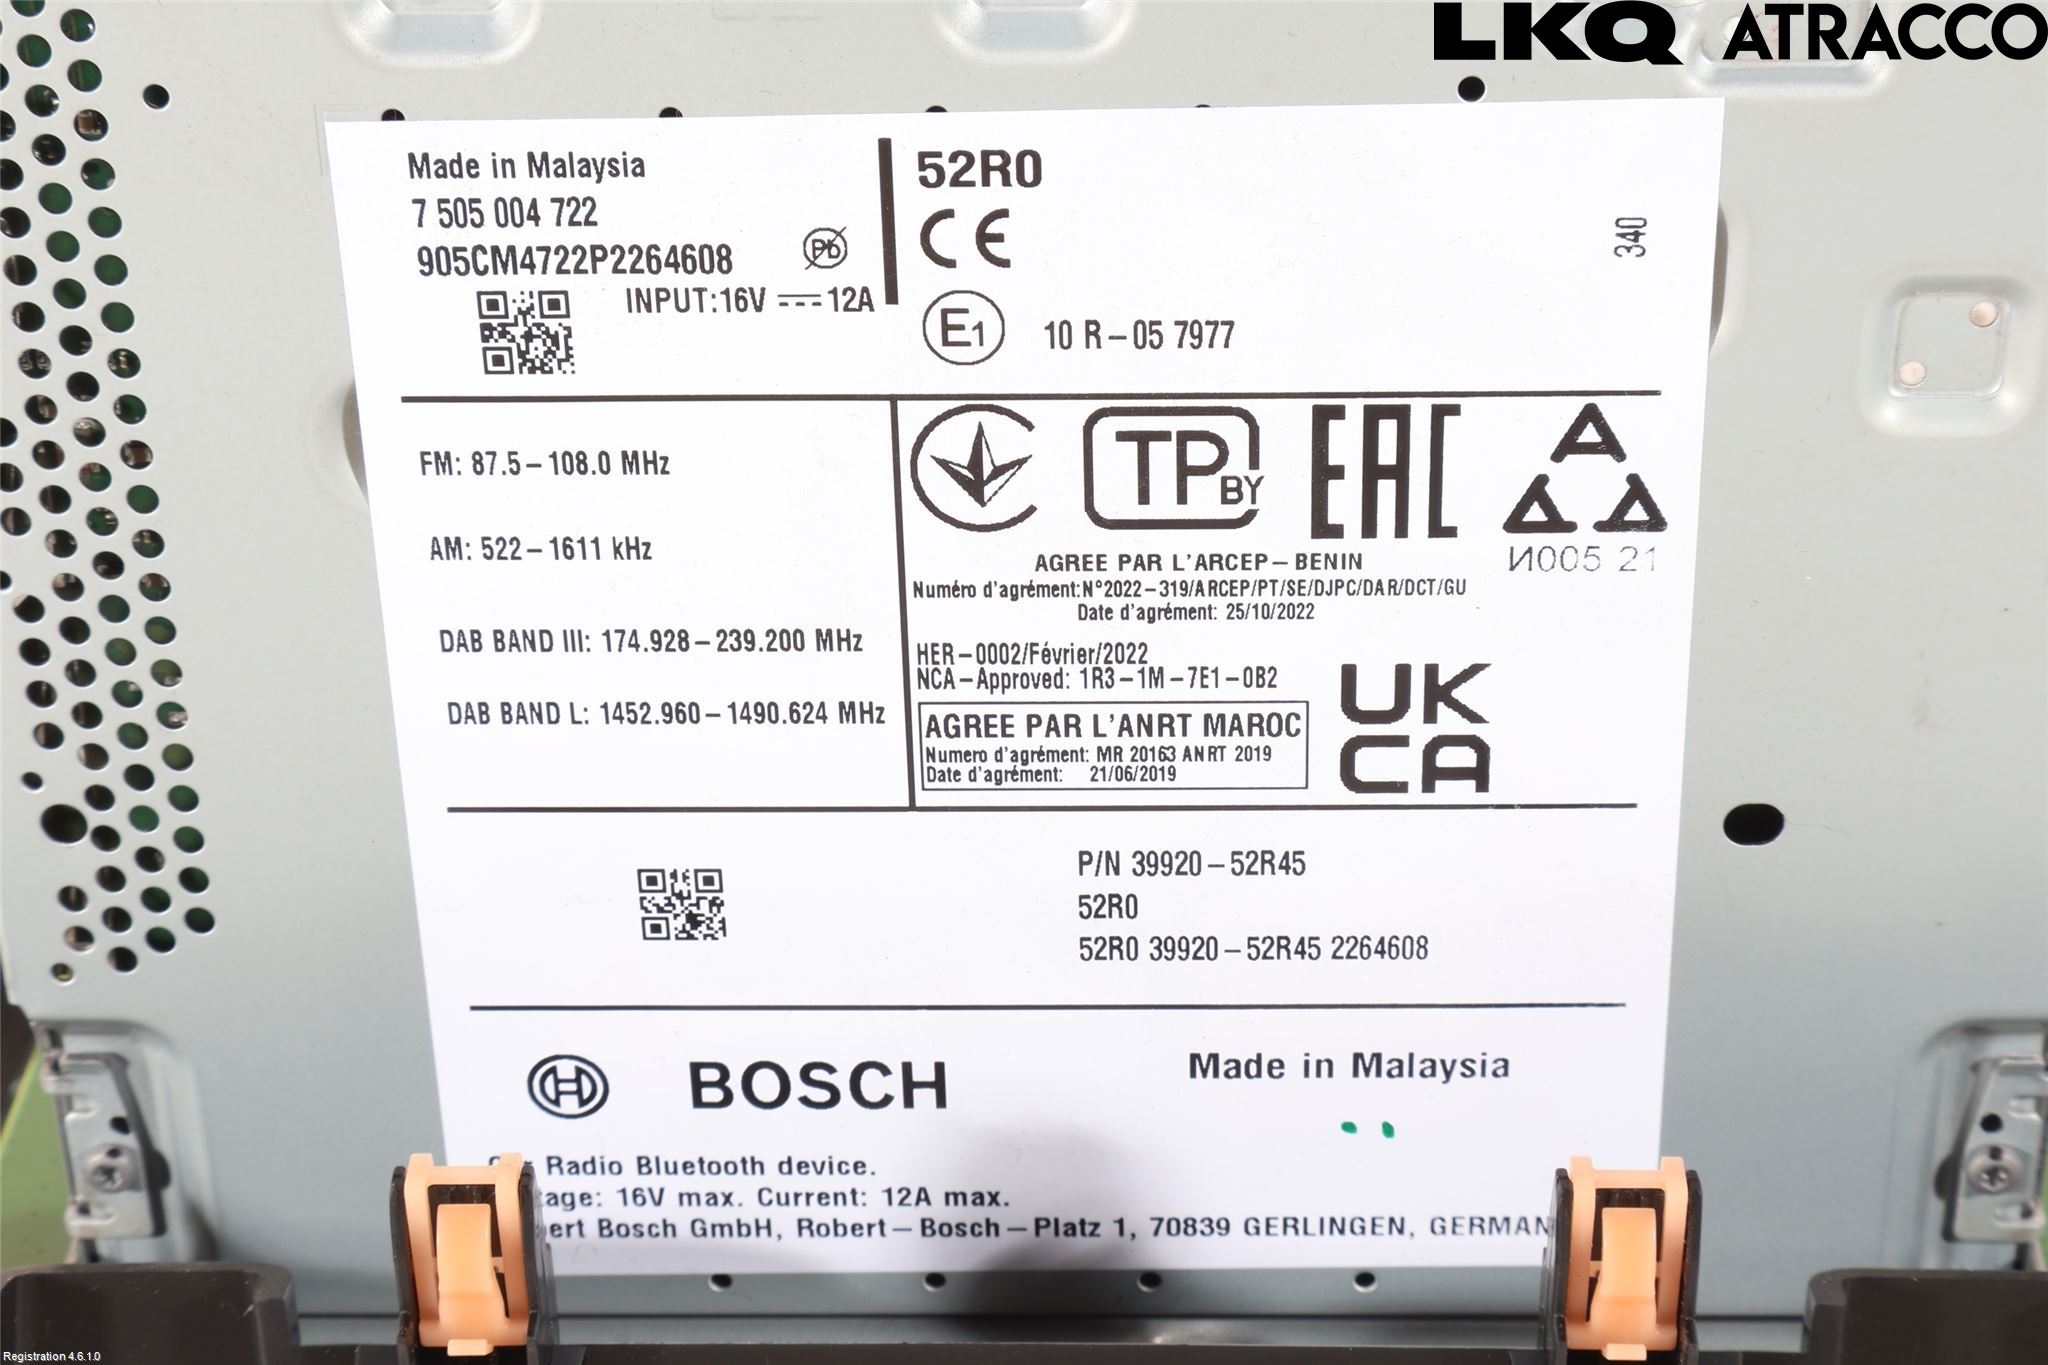 LKQ ATRACCO
Made in Malaysia
7 505 004 722
905CM4722P2264608
Pb
INPUT:16V 12A
52R0
CE
340
E1 10 R-05 7977
FM: 87.5-108.0 MHz
AM: 522-1611 kHz
DAB BAND III: 174.928-239.200 MHz
DAB BAND L: 1452.960-1490.624 MHz
TP BY EAC
И005 21
AGREE PAR L'ARCEP-BENIN
Numéro d'agrément:N°2022-319/ARCEP/PT/SE/DJPC/DAR/DCT/GU
Date d'agrément: 25/10/2022
HER-0002/Février/2022
NCA-Approved: 1R3-1M-7E1-0B2
AGREE PAR L'ANRT MAROC
Numero d'agrément: MR 20163 ANRT 2019
Date d'agrément: 21/06/2019
UK
CA
P/N 39920-52R45
52R0
52R0 39920-52R45 2264608
BOSCH
Made in Malaysia
Radio Bluetooth device.
tage: 16V max. Current: 12A max.
ert Bosch GmbH, Robert-Bosch-Platz 1, 70839 GERLINGEN, GERMAN
Registration 4.6.1.0